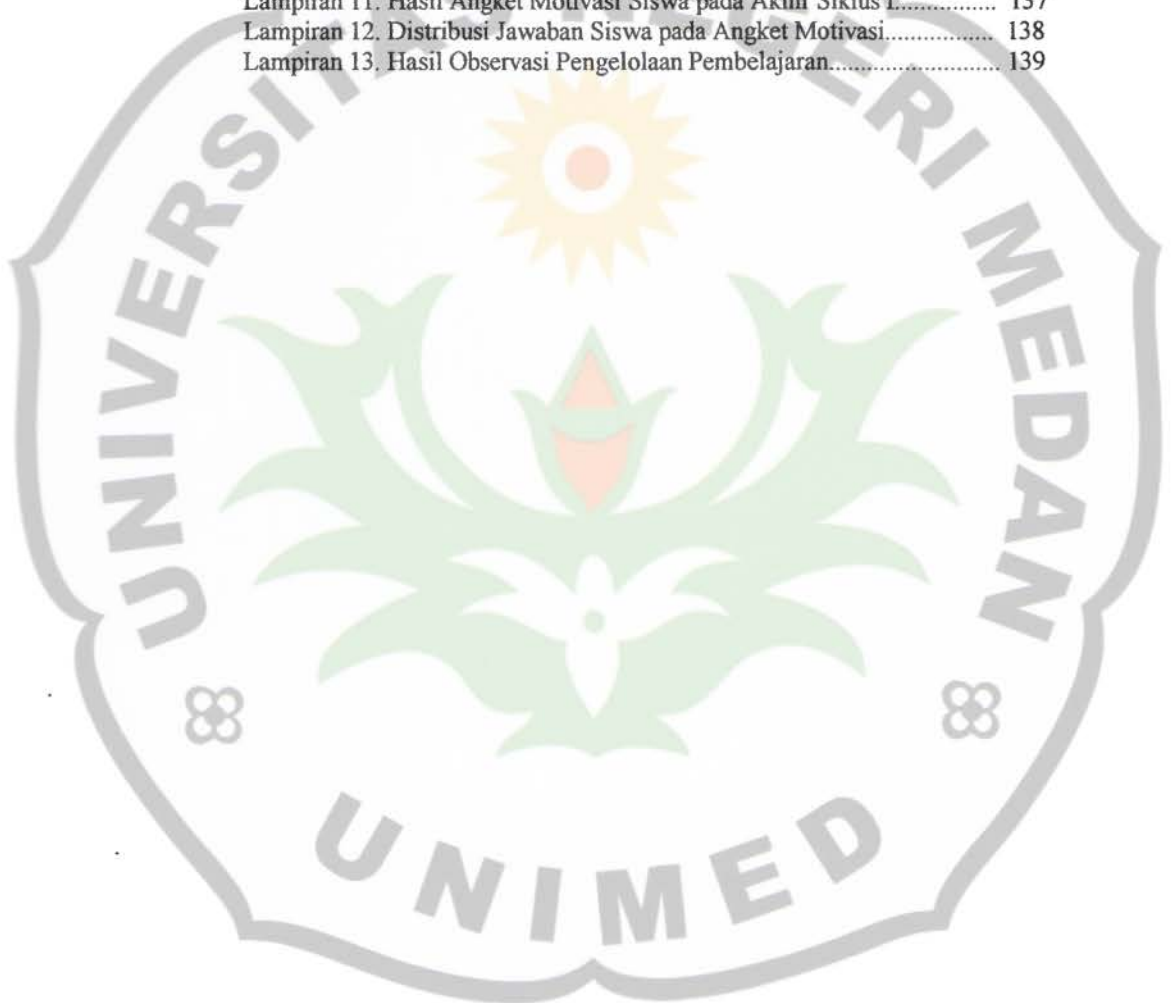 Lampiran 11. Hasil Angket Motivasi Siswa pada Akhir Siklus I............... 137
Lampiran 12. Distribusi Jawaban Siswa pada Angket Motivasi................. 138
Lampiran 13. Hasil Observasi Pengelolaan Pembelajaran.......................... 139
UNIVERSITAS NEGERI MEDAN
UNIMED